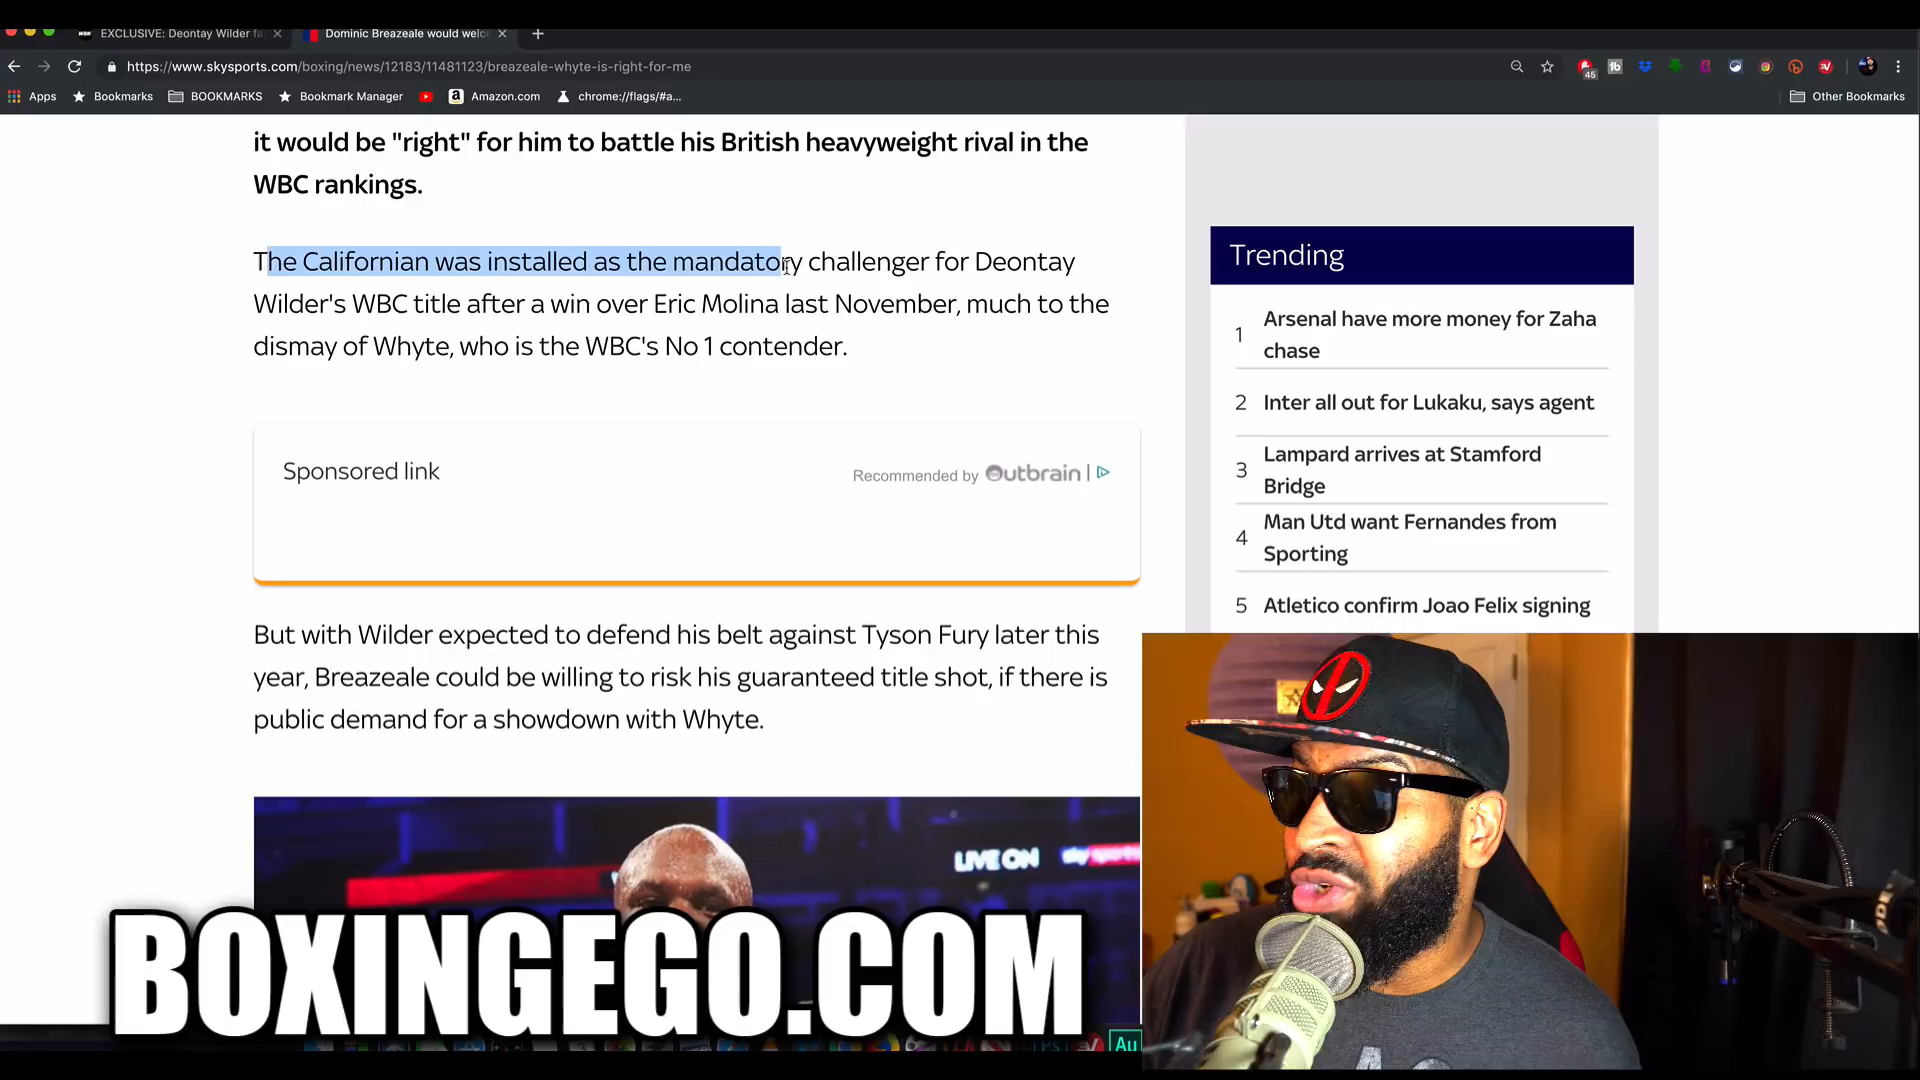 EXCLUSIVE: Deontay Wilder fa
Dominic Breazeale would welc
https://www.skysports.com/boxing/news/12183/11481123/breazeale-whyte-is-right-for-me
45
Apps
Bookmarks
BOOKMARKS
Bookmark Manager
a
Amazon.com
chrome://flags/#a...
Other Bookmarks
it would be "right" for him to battle his British heavyweight rival in the
WBC rankings.
The Californian was installed as the mandatory challenger for Deontay
Wilder's WBC title after a win over Eric Molina last November, much to the
dismay of Whyte, who is the WBC's No 1 contender.
Sponsored link
Recommended by Outbrain
But with Wilder expected to defend his belt against Tyson Fury later this
year, Breazeale could be willing to risk his guaranteed title shot, if there is
public demand for a showdown with Whyte.
Trending
1 Arsenal have more money for Zaha
chase
2 Inter all out for Lukaku, says agent
3 Lampard arrives at Stamford
Bridge
4 Man Utd want Fernandes from
Sporting
5 Atletico confirm Joao Felix signing
LIVE ON sky sports
BOXINGEGO.COM
Ps
Au